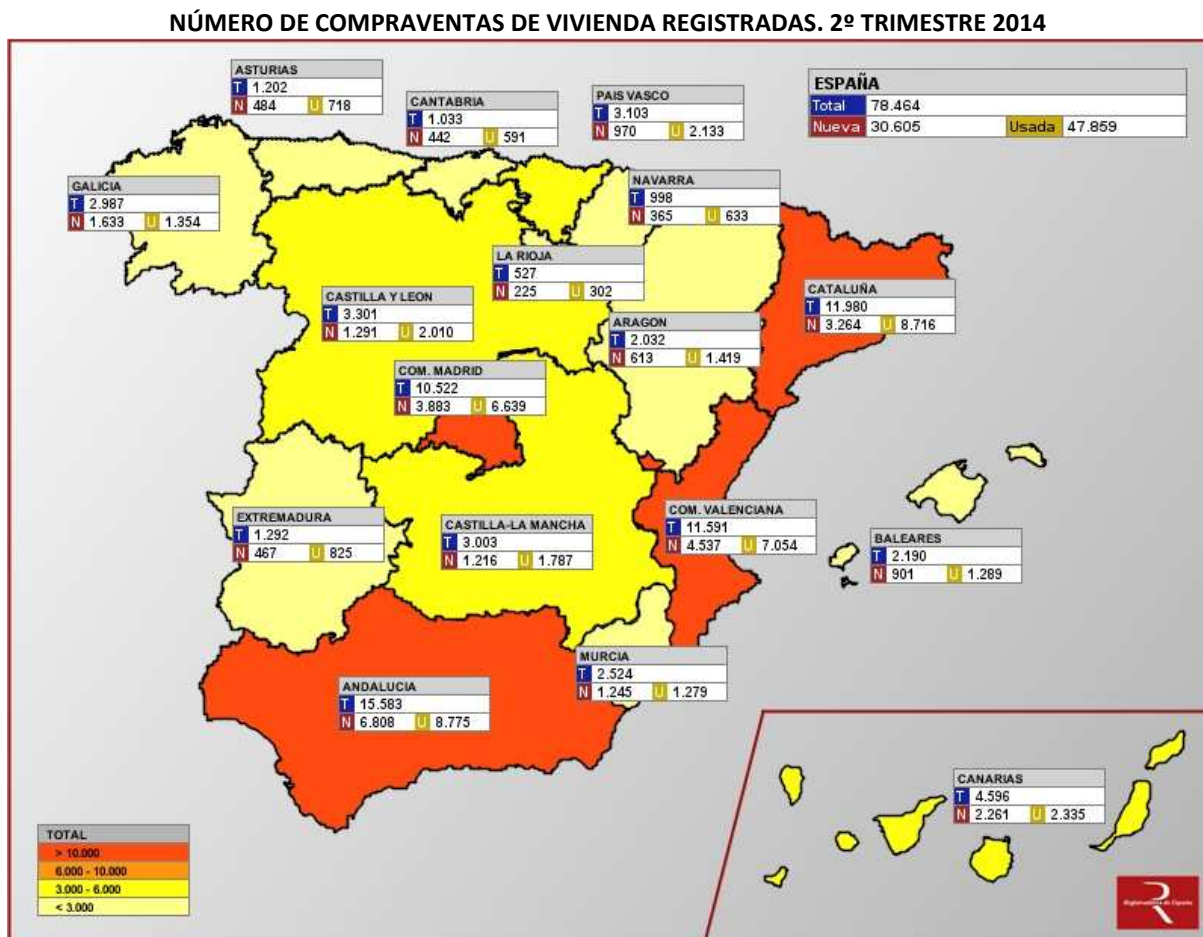 NÚMERO DE COMPRAVENTAS DE VIVIENDA REGISTRADAS. 2º TRIMESTRE 2014
ASTURIAS
T 1.202
N 484 U 718
CANTABRIA
T 1.033
N 442 U 591
PAIS VASCO
T 3.103
N 970 U 2.133
ESPAÑA
Total 78.464
Nueva 30.605 Usada 47.859
GALICIA
T 2.987
N 1.633 U 1.354
NAVARRA
T 998
N 365 U 633
LA RIOJA
T 527
N 225 U 302
CASTILLA Y LEON
T 3.301
N 1.291 U 2.010
CATALUÑA
T 11.980
N 3.264 U 8.716
ARAGON
T 2.032
N 613 U 1.419
COM. MADRID
T 10.522
N 3.883 U 6.639
EXTREMADURA
T 1.292
N 467 U 825
CASTILLA-LA MANCHA
T 3.003
N 1.216 U 1.787
COM. VALENCIANA
T 11.591
N 4.537 U 7.054
BALEARES
T 2.190
N 901 U 1.289
MURCIA
T 2.524
N 1.245 U 1.279
ANDALUCIA
T 15.583
N 6.808 U 8.775
CANARIAS
T 4.596
N 2.261 U 2.335
TOTAL
> 10.000
6.000 - 10.000
3.000 - 6.000
< 3.000
Registradores de España